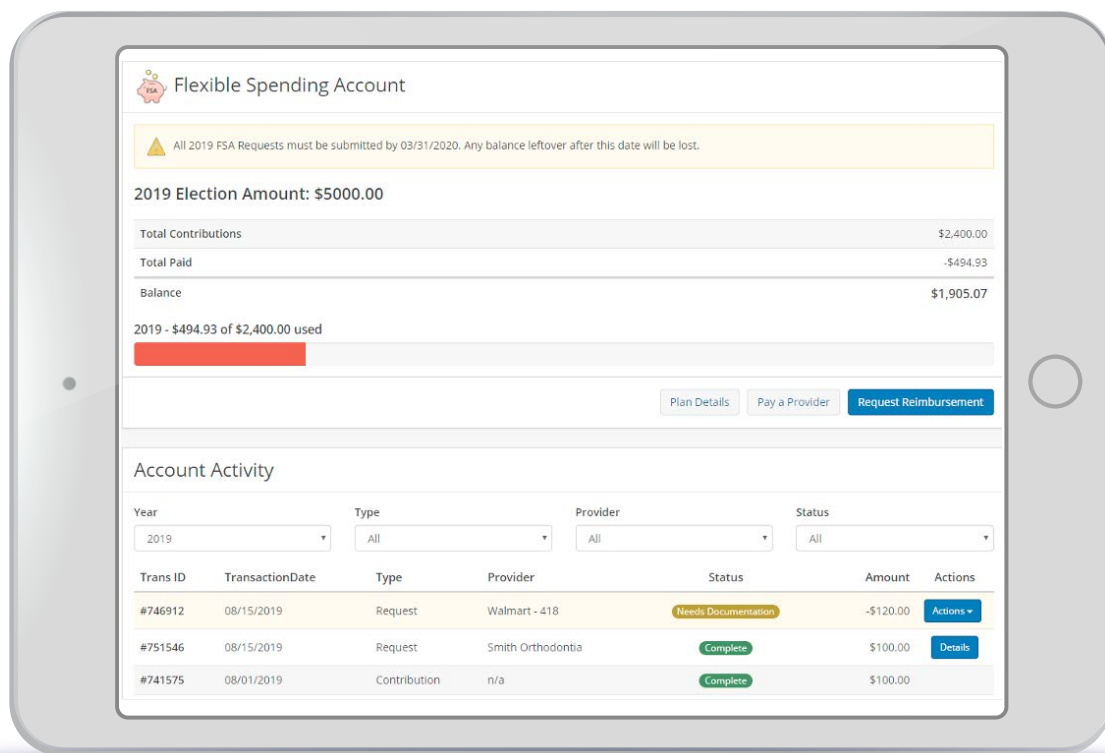 FSA
Flexible Spending Account
All 2019 FSA Requests must be submitted by 03/31/2020. Any balance leftover after this date will be lost.
2019 Election Amount: $5000.00
Total Contributions $2,400.00
Total Paid -$494.93
Balance $1,905.07
2019 - $494.93 of $2,400.00 used
Plan Details Pay a Provider Request Reimbursement
Account Activity
Year Type Provider Status
2019 All All All
Trans ID TransactionDate Type Provider Status Amount Actions
#746912 08/15/2019 Request Walmart - 418 Needs Documentation -$120.00 Actions
#751546 08/15/2019 Request Smith Orthodontia Complete $100.00 Details
#741575 08/01/2019 Contribution n/a Complete $100.00